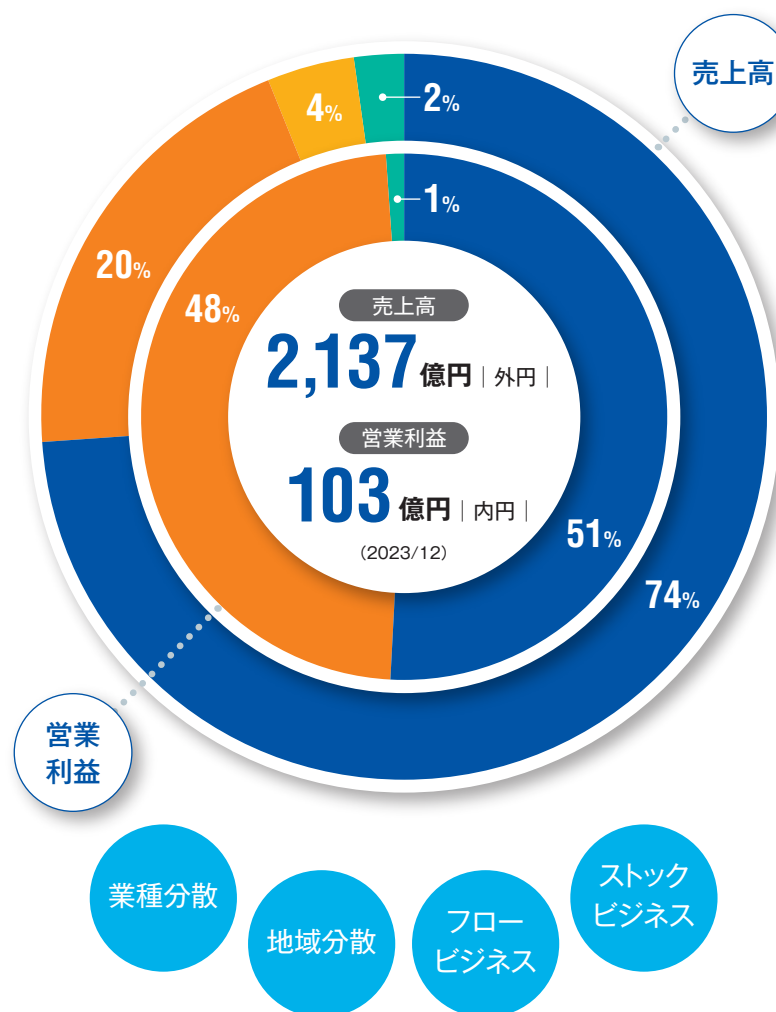 売上高
4%
2%
1%
20%
48%
売上高
2,137億円｜外円｜
営業利益
103億円｜内円｜
（2023/12）
51%
74%
営業
利益
業種分散
地域分散
フロー
ビジネス
ストック
ビジネス